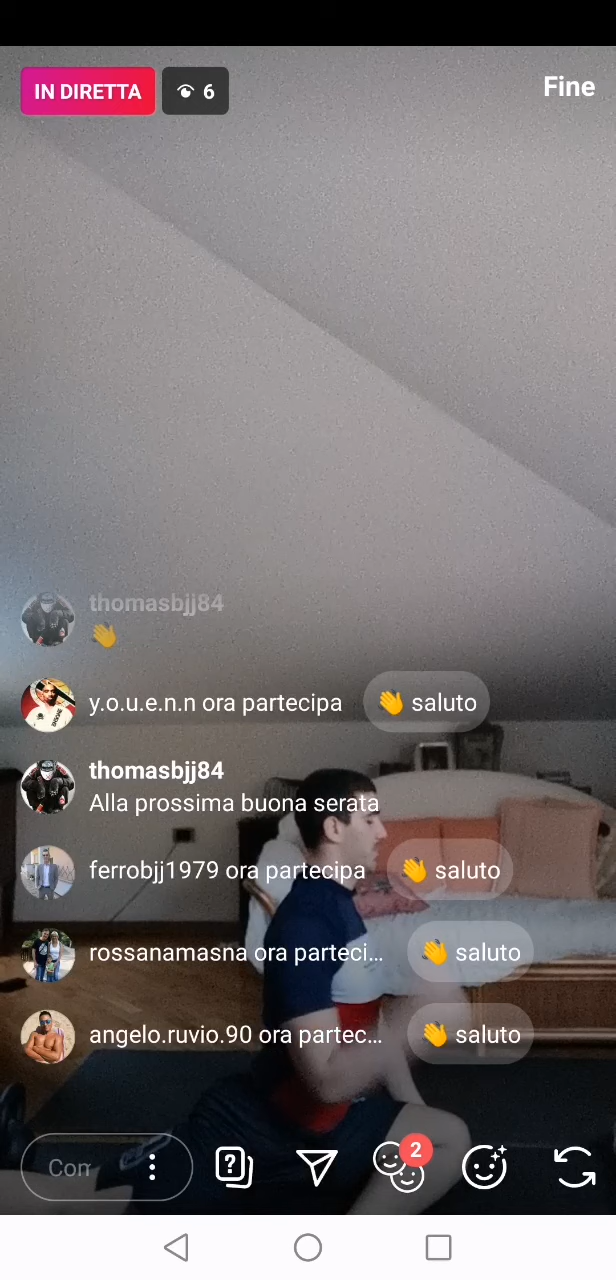 IN DIRETTA
6
Fine
thomasbjj84
👋
y.o.u.e.n.n ora partecipa
👋 saluto
thomasbjj84
Alla prossima buona serata
ferrobjj1979 ora partecipa
👋 saluto
rossanamasna ora parteci...
👋 saluto
angelo.ruvio.90 ora partec...
👋 saluto
Com
?
2